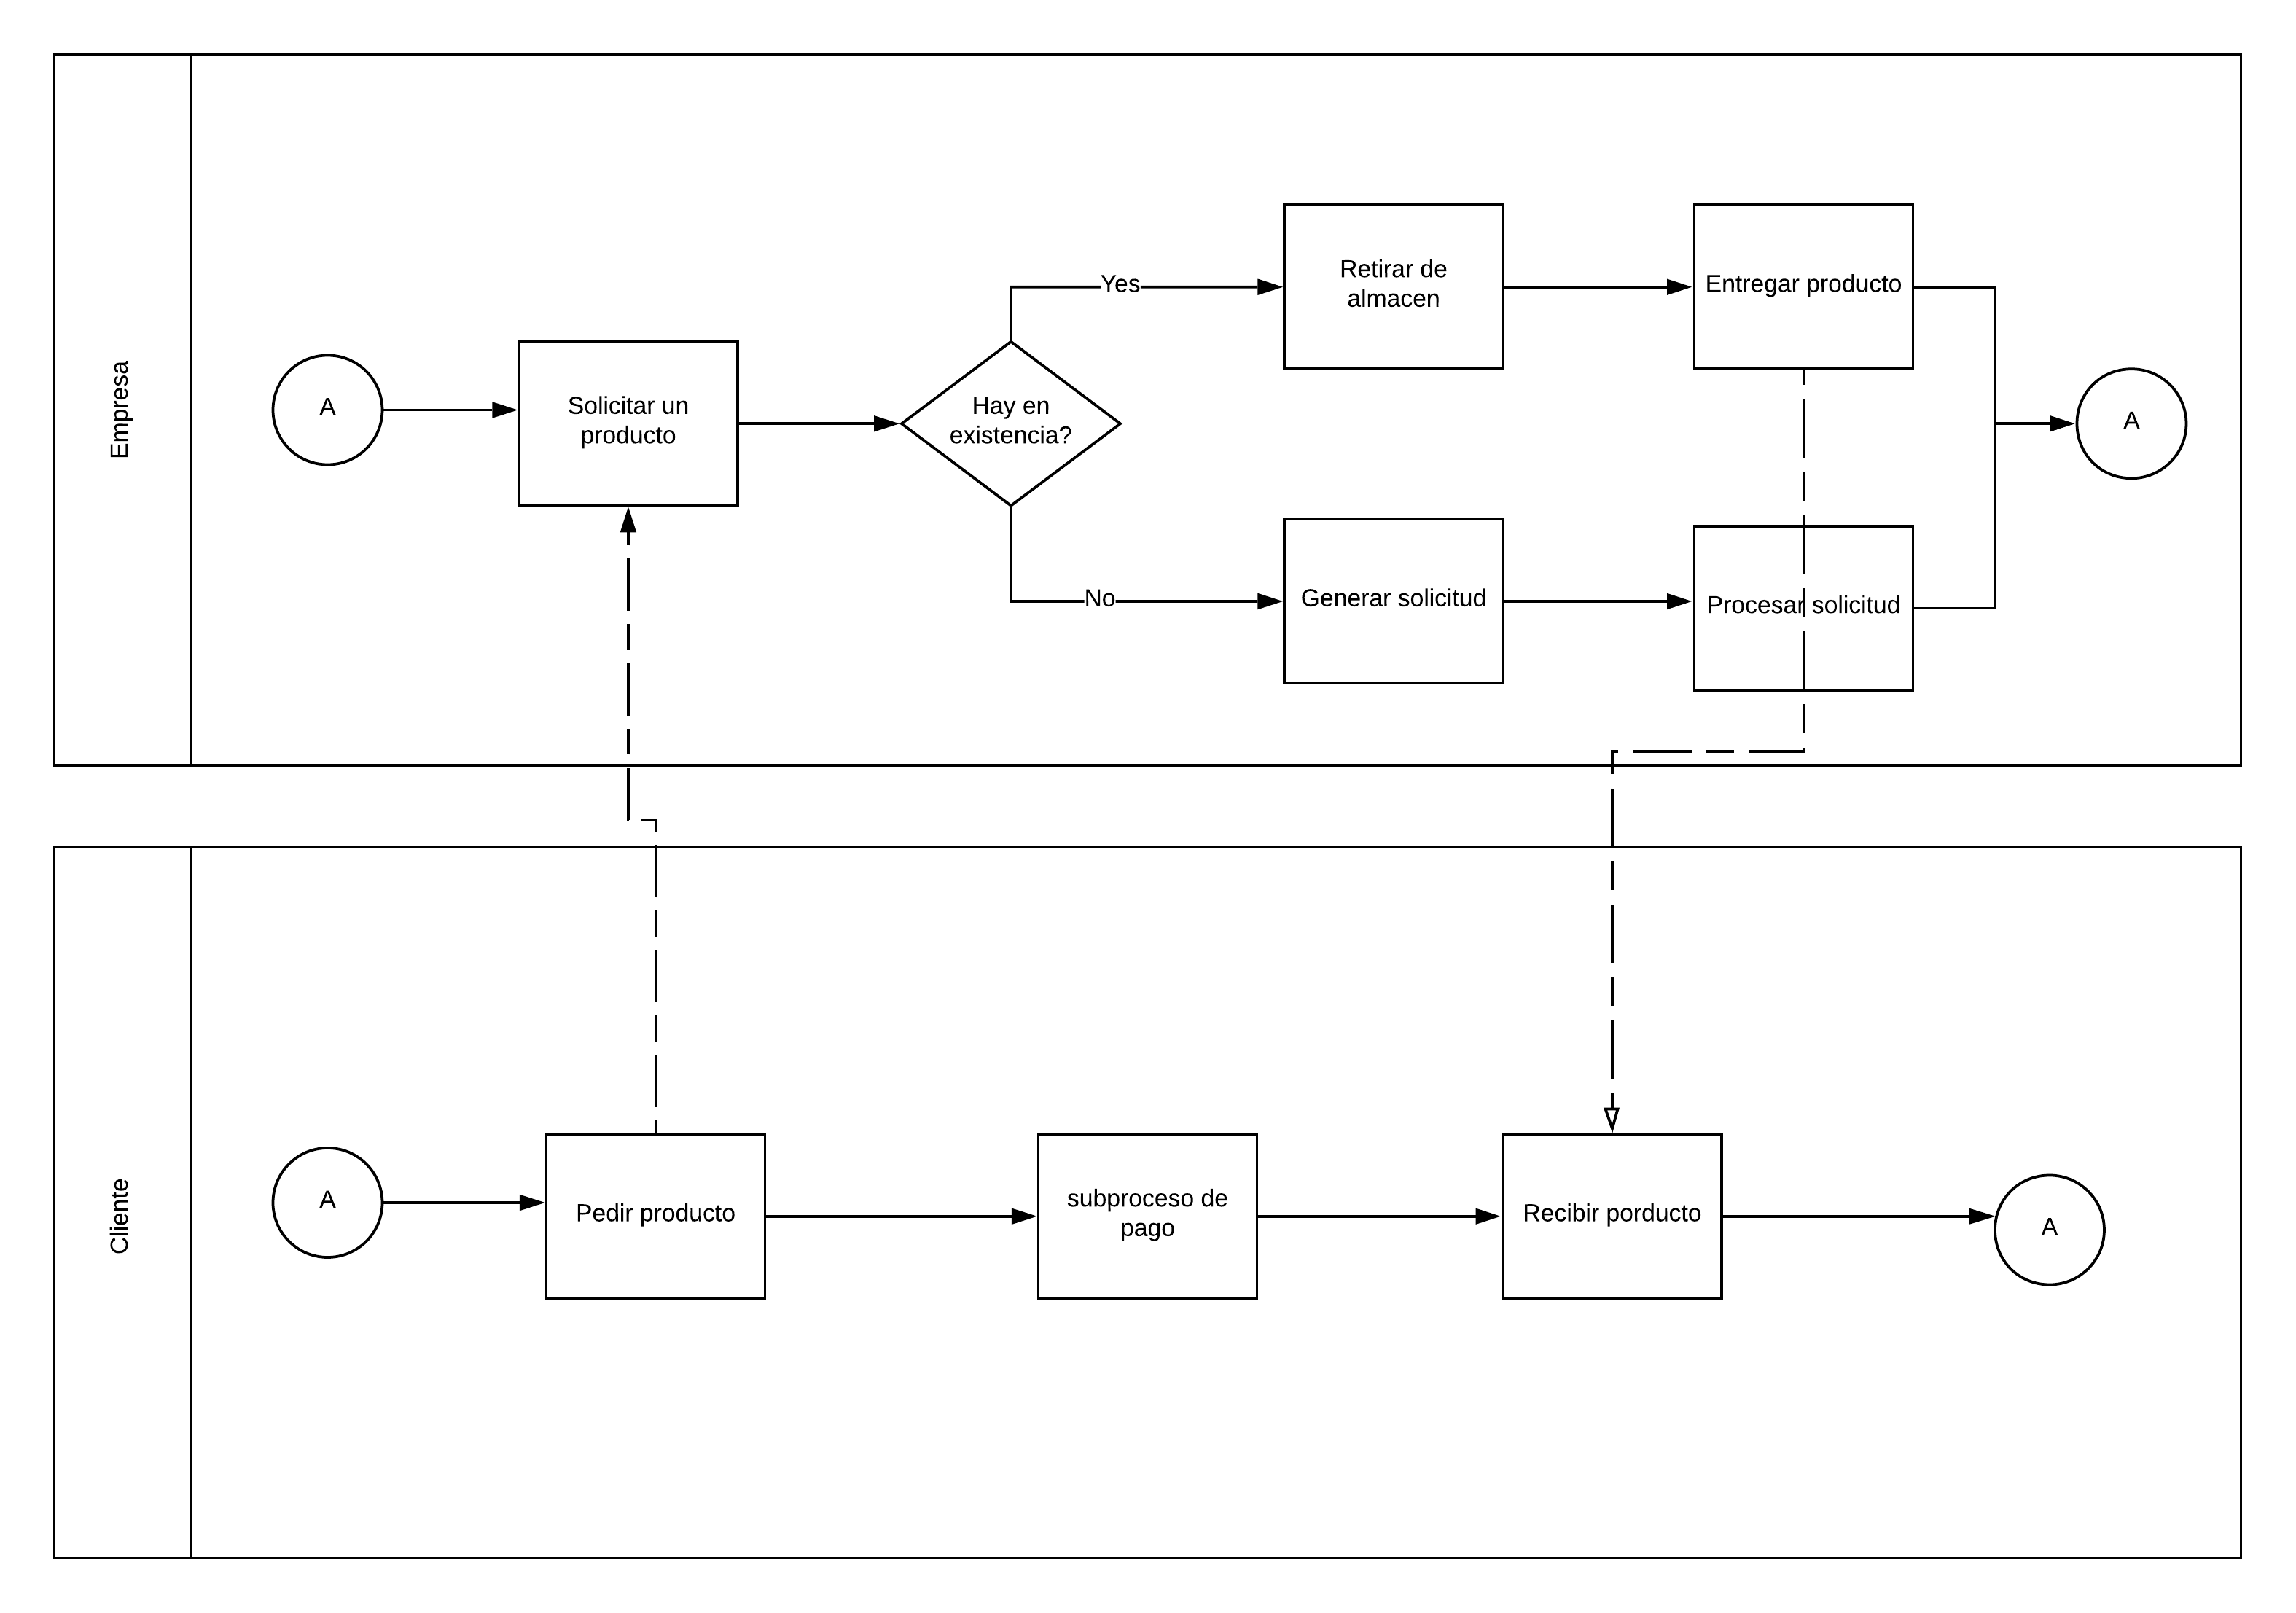 Empresa
A
Solicitar un
producto
Hay en
existencia?
Yes
Retirar de
almacen
Entregar producto
No
Generar solicitud
Procesar solicitud
A
Cliente
A
Pedir producto
subproceso de
pago
Recibir porducto
A